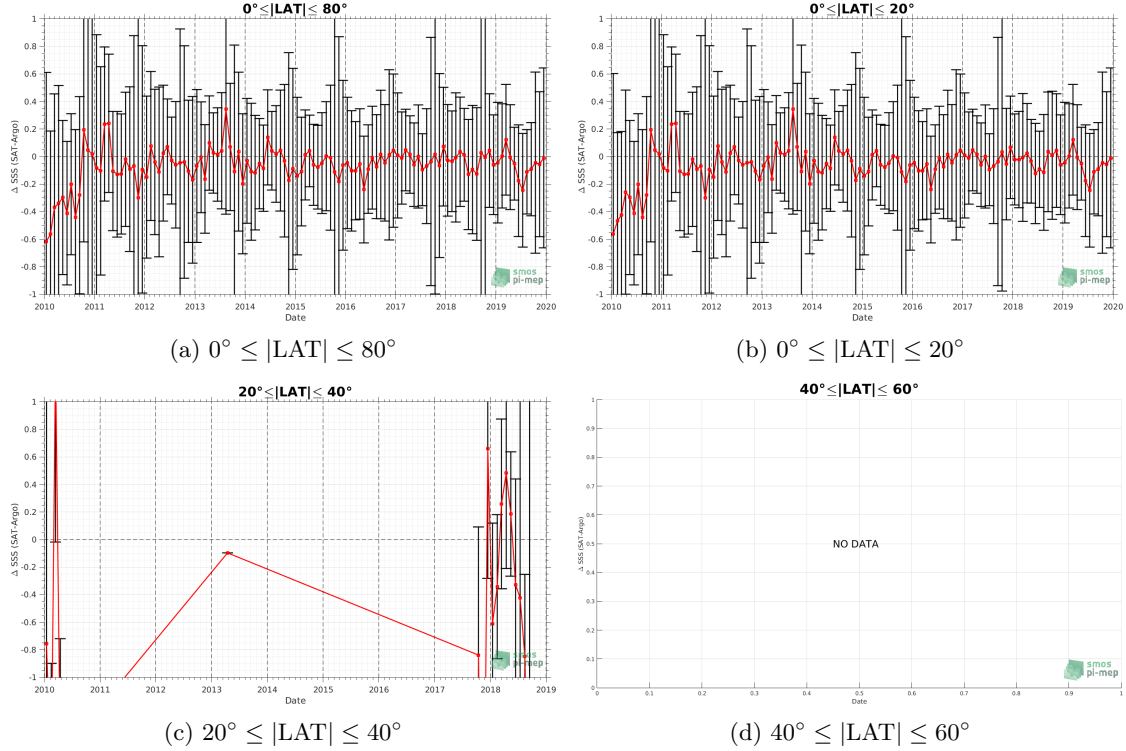 0°≤|LAT|≤ 80°
Δ SSS (SAT-Argo)
1
0.8
0.6
0.4
0.2
0
-0.2
-0.4
-0.6
-0.8
-1
smos
pi-mep
2010 2011 2012 2013 2014 2015 2016 2017 2018 2019 2020
Date
(a) 0° ≤ |LAT| ≤ 80°
0°≤|LAT|≤ 20°
Δ SSS (SAT-Argo)
1
0.8
0.6
0.4
0.2
0
-0.2
-0.4
-0.6
-0.8
-1
smos
pi-mep
2010 2011 2012 2013 2014 2015 2016 2017 2018 2019 2020
Date
(b) 0° ≤ |LAT| ≤ 20°
20°≤|LAT|≤ 40°
Δ SSS (SAT-Argo)
1
0.8
0.6
0.4
0.2
0
-0.2
-0.4
-0.6
-0.8
-1
smos
pi-mep
2010 2011 2012 2013 2014 2015 2016 2017 2018 2019
Date
(c) 20° ≤ |LAT| ≤ 40°
40°≤|LAT|≤ 60°
Δ SSS (SAT-Argo)
1
0.9
0.8
0.7
0.6
0.5
0.4
0.3
0.2
0.1
0
NO DATA
smos
pi-mep
0 0.1 0.2 0.3 0.4 0.5 0.6 0.7 0.8 0.9 1
Date
(d) 40° ≤ |LAT| ≤ 60°